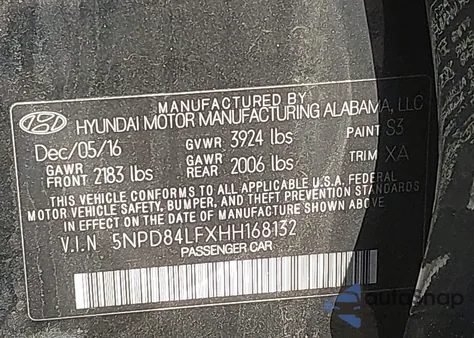 MANUFACTURED BY
HYUNDAI MOTOR MANUFACTURING ALABAMA, LLC
Dec/05/16 GVWR 3924 lbs PAINT S3
GAWR FRONT 2183 lbs GAWR REAR 2006 lbs TRIM XA
THIS VEHICLE CONFORMS TO ALL APPLICABLE U.S.A. FEDERAL
MOTOR VEHICLE SAFETY, BUMPER, AND THEFT PREVENTION STANDARDS
IN EFFECT ON THE DATE OF MANUFACTURE SHOWN ABOVE.
V.I.N 5NPD84LFXHH168132
PASSENGER CAR
autosnap